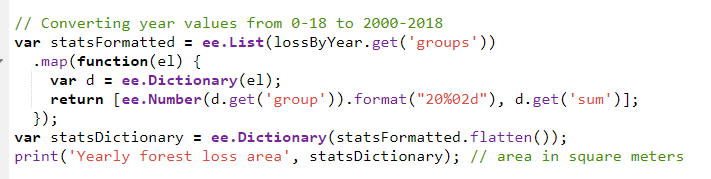 // Converting year values from 0-18 to 2000-2018
var statsFormatted = ee.List(lossByYear.get('groups'))
  .map(function(el) {
    var d = ee.Dictionary(el);
    return [ee.Number(d.get('group')).format("20%02d"), d.get('sum')];
  });
var statsDictionary = ee.Dictionary(statsFormatted.flatten());
print('Yearly forest loss area', statsDictionary); // area in square meters